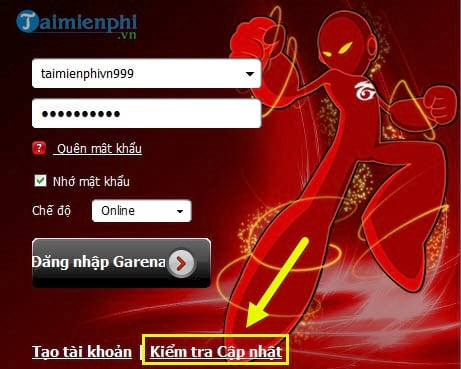 Taimienphi
.vn
taimienphivn999
••••••••••
? Quên mât khẩu
Nhớ mật khẩu
Chế độ Online
Đăng nhập Garena
Tạo tài khoản | Kiểm tra Cập nhật